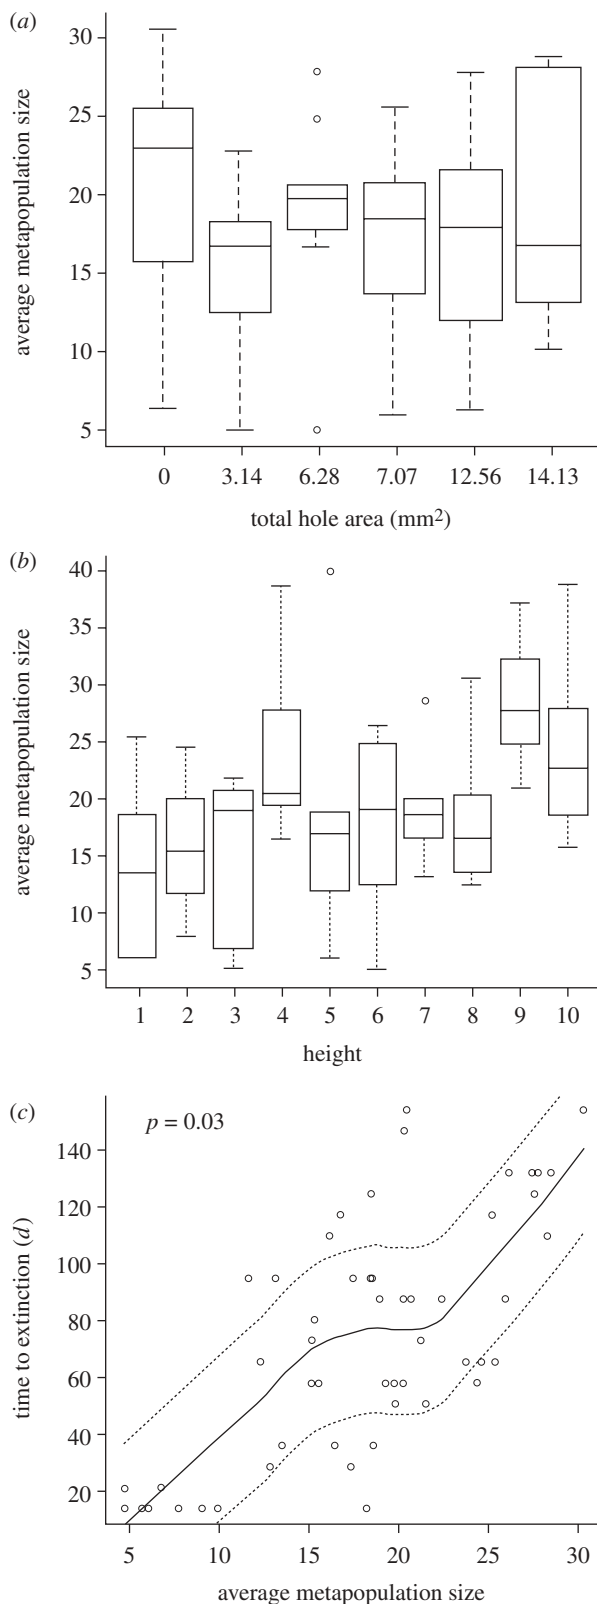 (a)
30
25
20
15
10
5
average metapopulation size
0 3.14 6.28 7.07 12.56 14.13
total hole area (mm²)
(b)
40
35
30
25
20
15
10
5
average metapopulation size
1 2 3 4 5 6 7 8 9 10
height
(c)
p = 0.03
140
120
100
80
60
40
20
time to extinction (d)
5 10 15 20 25 30
average metapopulation size